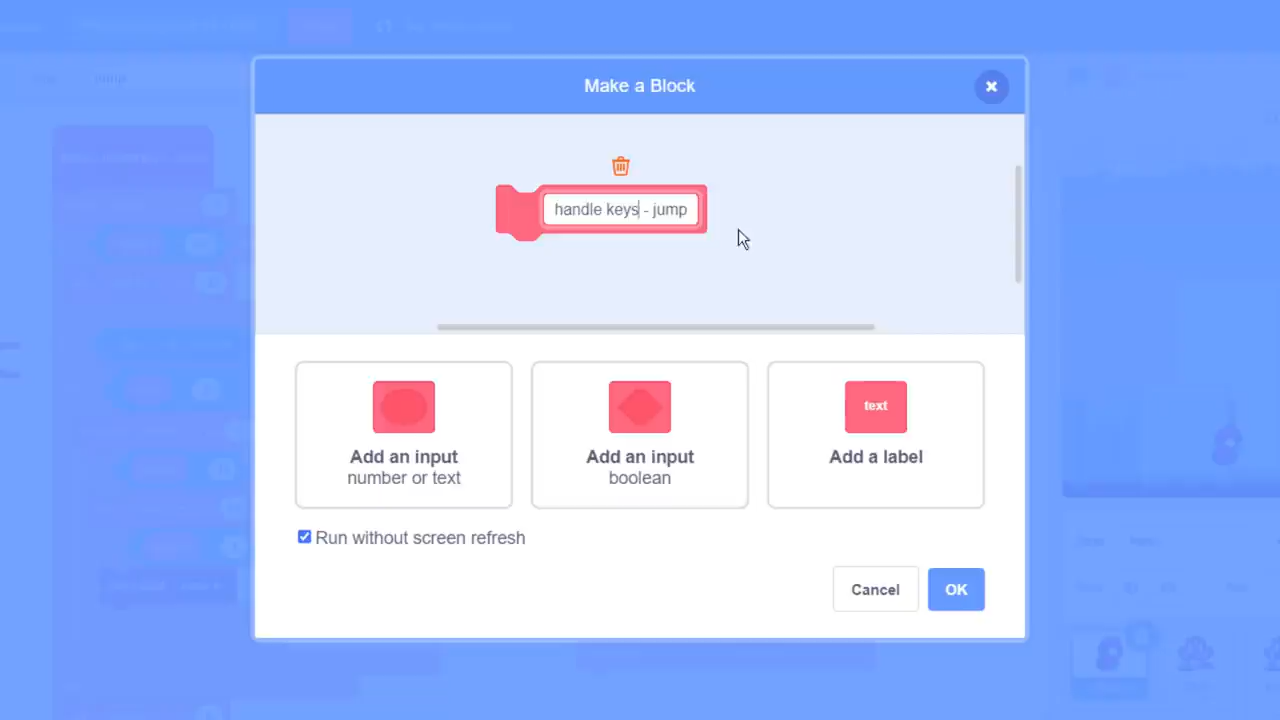 Make a Block
handle keys - jump
text
Add an input
number or text
Add an input
boolean
Add a label
Run without screen refresh
Cancel
OK